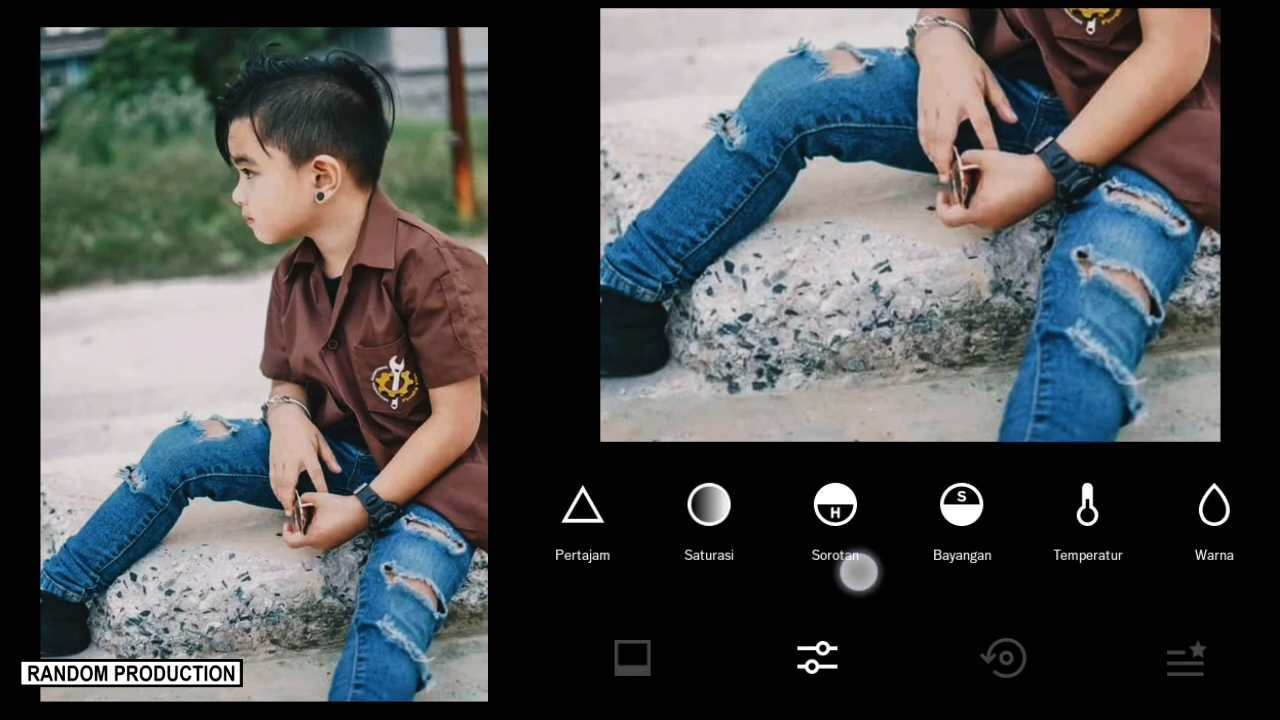 H
S
Pertajam
Saturasi
Sorotan
Bayangan
Temperatur
Warna
RANDOM PRODUCTION